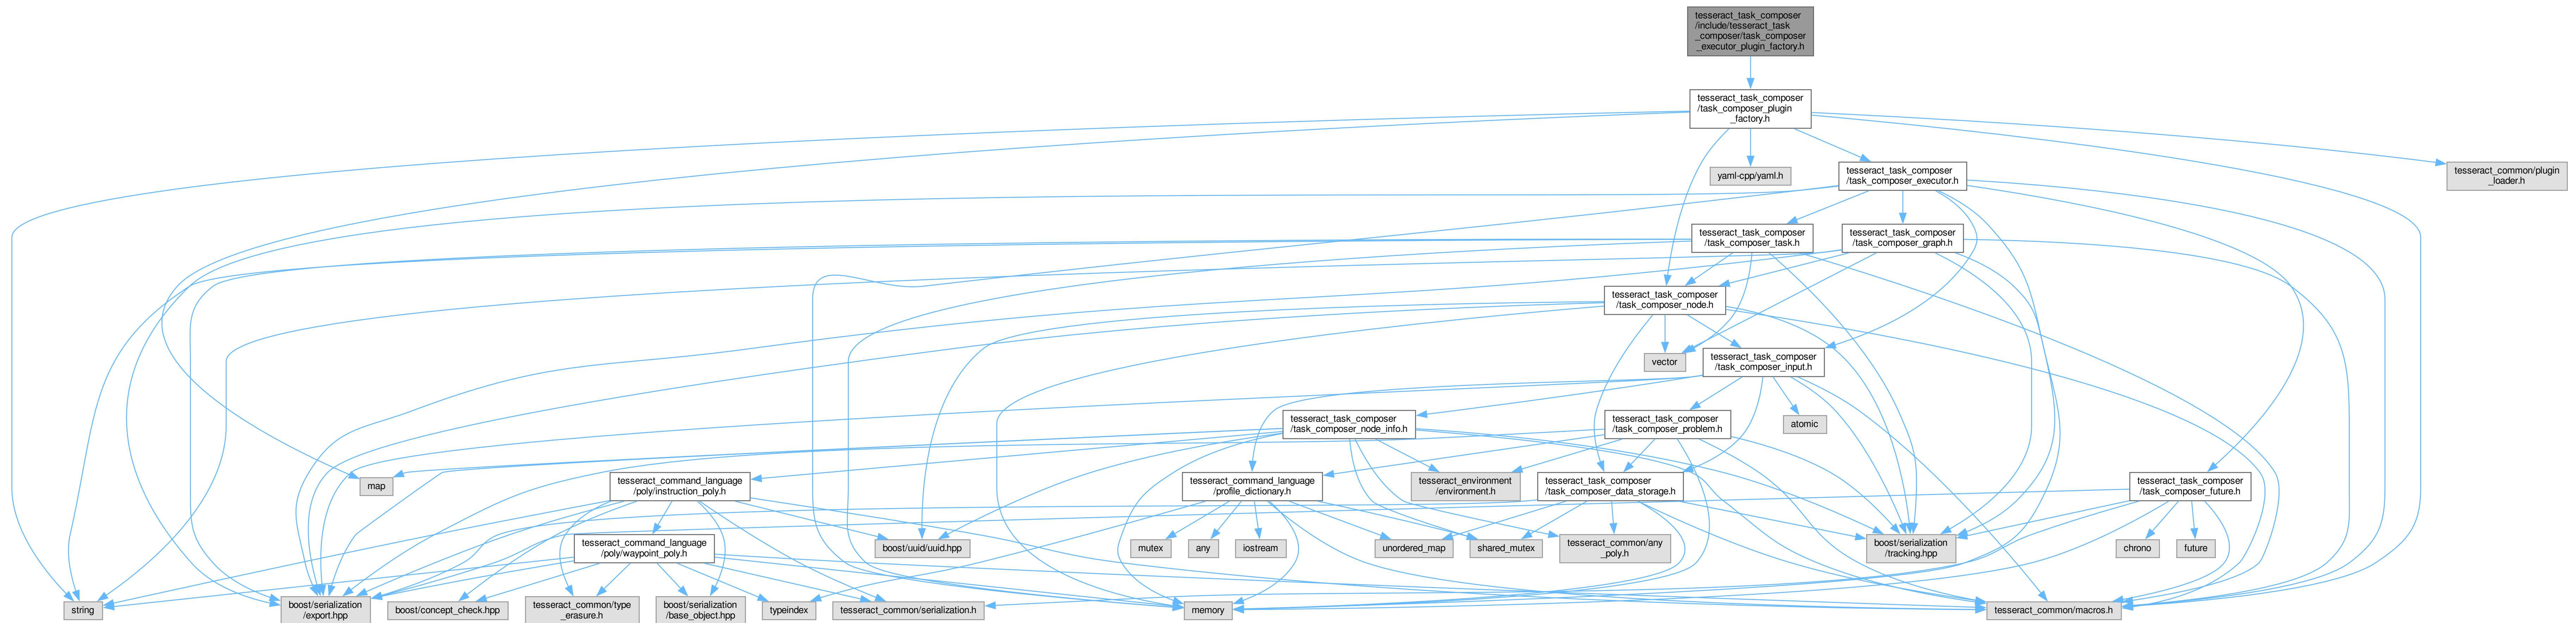 tesseract_task_composer
/include/tesseract_task
_composer/task_composer
_executor_plugin_factory.h
tesseract_task_composer
/task_composer_plugin
_factory.h
yaml-cpp/yaml.h
tesseract_task_composer
/task_composer_executor.h
tesseract_common/plugin
_loader.h
tesseract_task_composer
/task_composer_task.h
tesseract_task_composer
/task_composer_graph.h
tesseract_task_composer
/task_composer_node.h
vector
tesseract_task_composer
/task_composer_input.h
tesseract_task_composer
/task_composer_node_info.h
tesseract_task_composer
/task_composer_problem.h
atomic
map
tesseract_command_language
/poly/instruction_poly.h
tesseract_command_language
/profile_dictionary.h
tesseract_environment
/environment.h
tesseract_task_composer
/task_composer_data_storage.h
tesseract_task_composer
/task_composer_future.h
tesseract_command_language
/poly/waypoint_poly.h
boost/uuid/uuid.hpp
mutex
any
iostream
unordered_map
shared_mutex
tesseract_common/any
_poly.h
boost/serialization
/tracking.hpp
chrono
future
string
boost/serialization
/export.hpp
boost/concept_check.hpp
tesseract_common/type
_erasure.h
boost/serialization
/base_object.hpp
typeindex
tesseract_common/serialization.h
memory
tesseract_common/macros.h